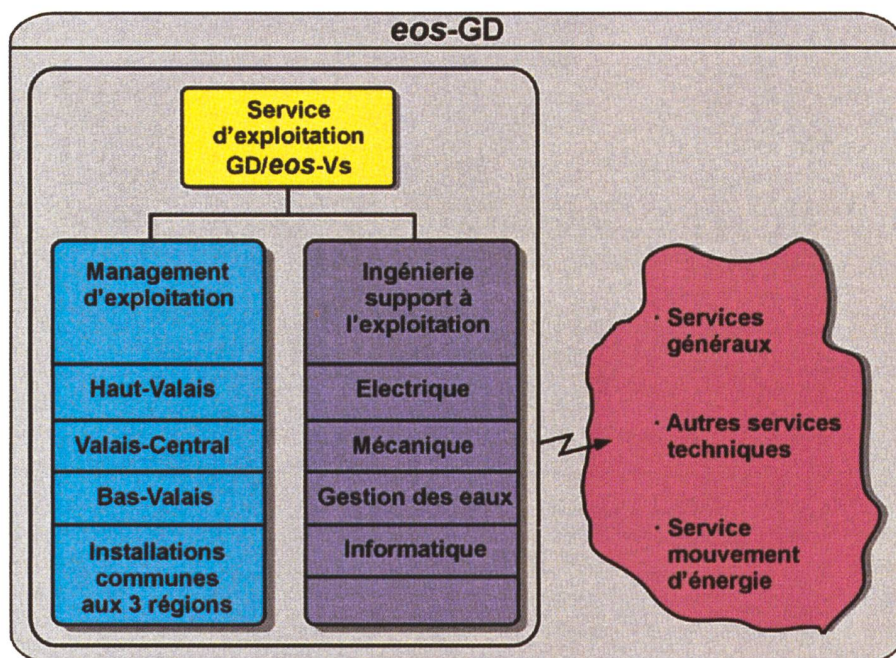 eos-GD
Service
d'exploitation
GD/eos-Vs
Management
d'exploitation
Haut-Valais
Valais-Central
Bas-Valais
Installations
communes
aux 3 régions
Ingénierie
support à
l'exploitation
Electrique
Mécanique
Gestion des eaux
Informatique
· Services
généraux
· Autres services
techniques
· Service
mouvement
d'énergie